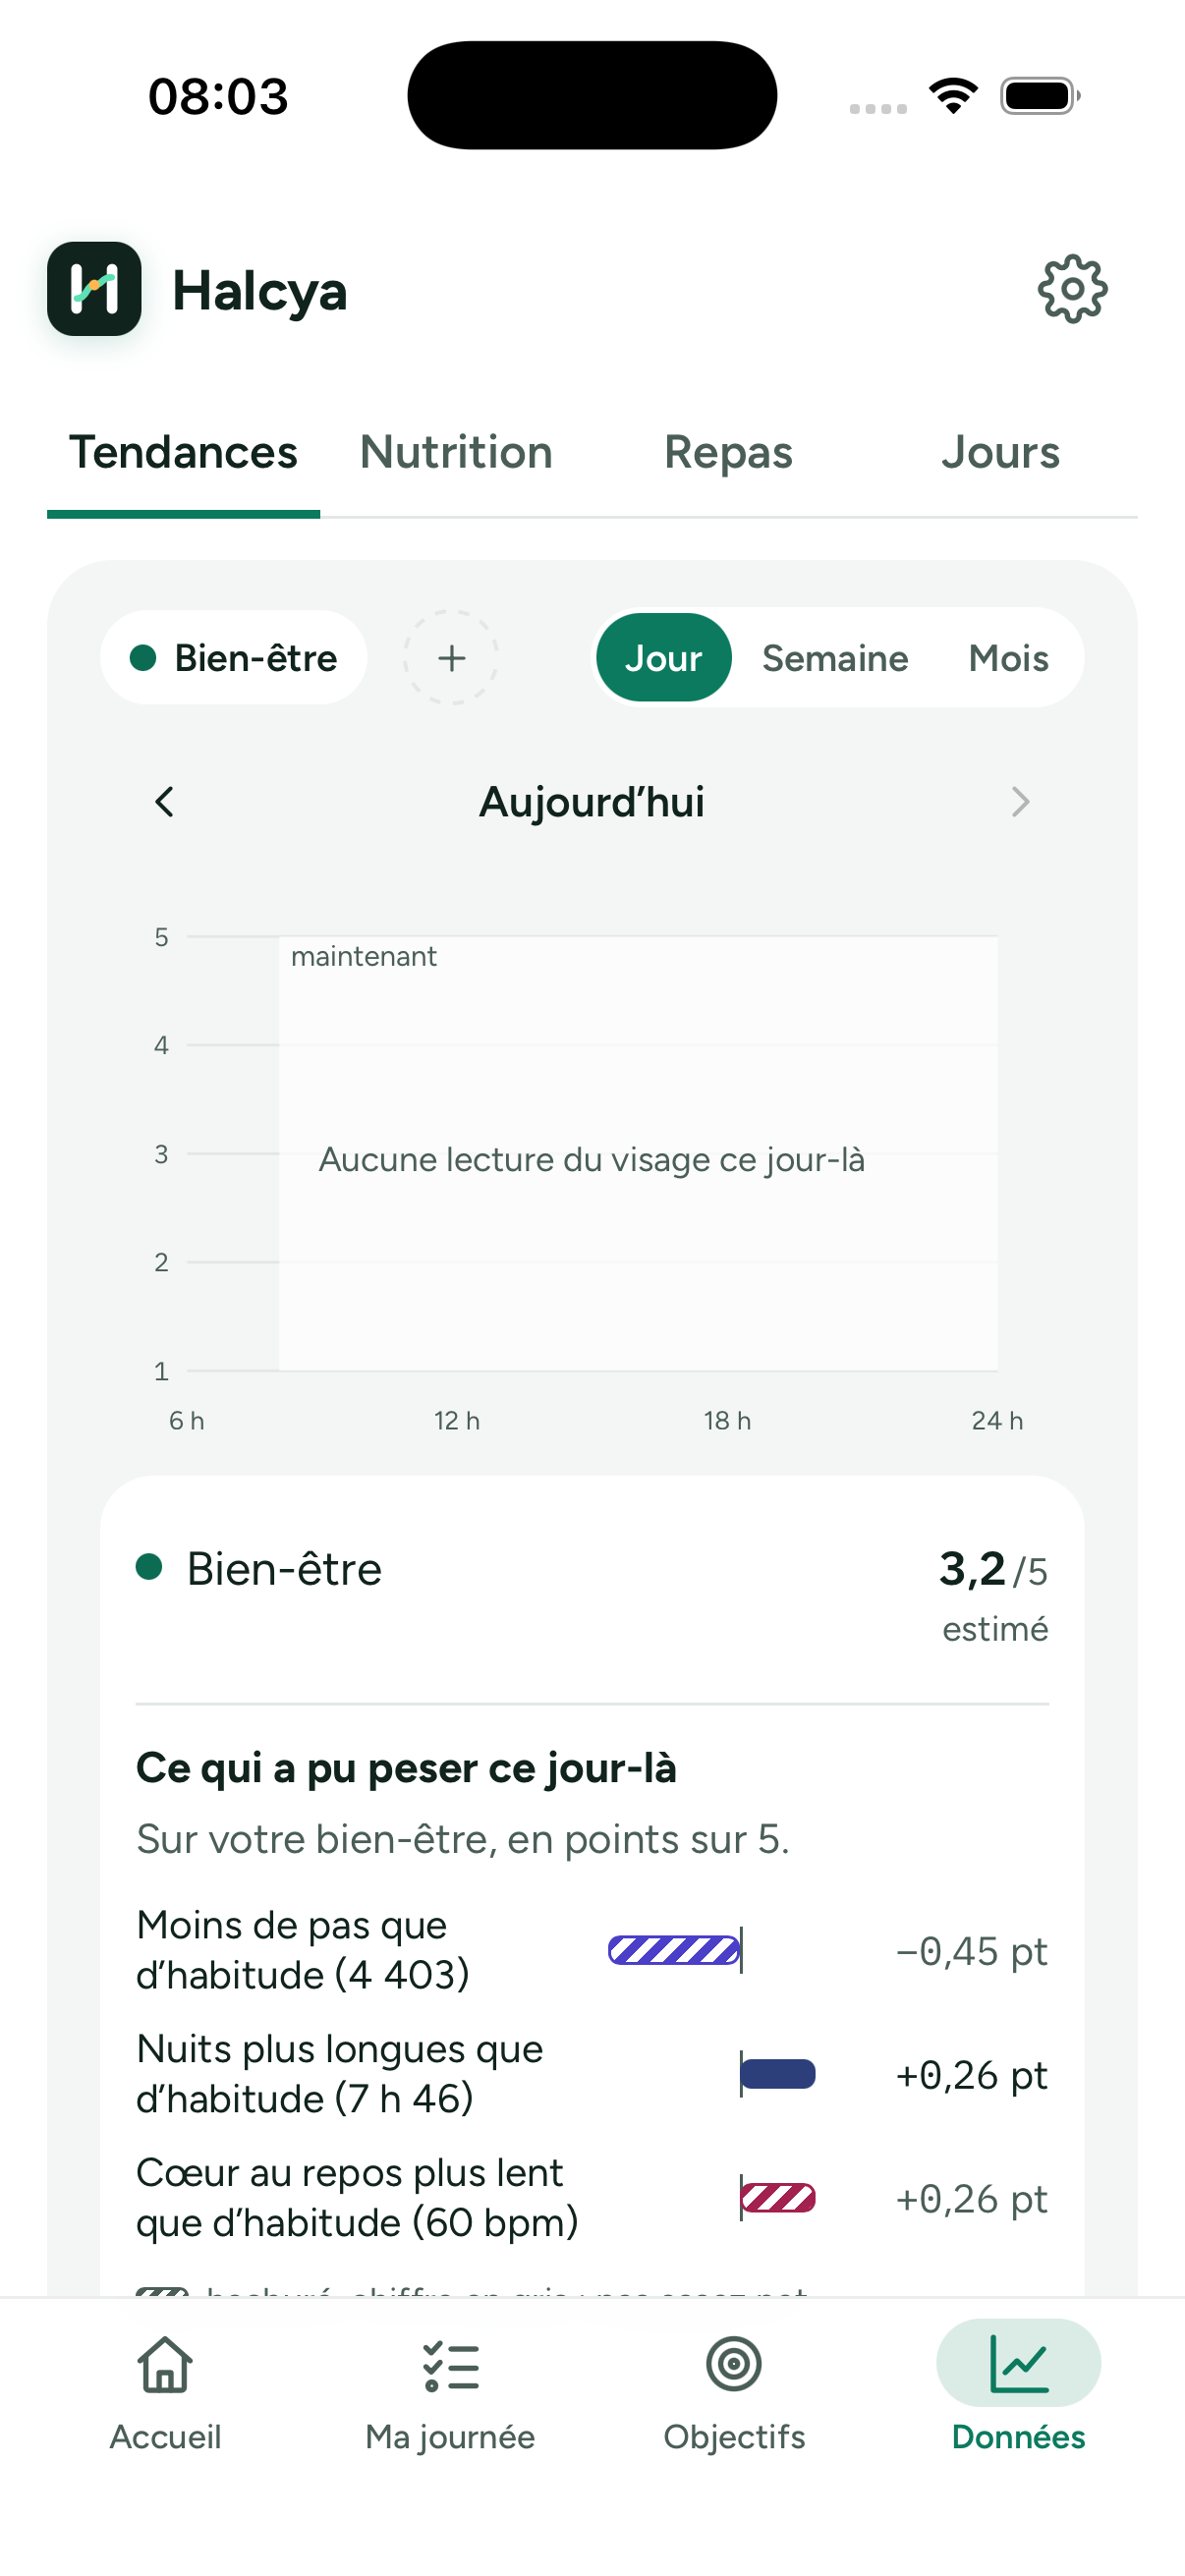 08:03
Halcya
Tendances Nutrition Repas Jours
Bien-être + Jour Semaine Mois
Aujourd’hui
5
maintenant
4
3
Aucune lecture du visage ce jour-là
2
1
6 h 12 h 18 h 24 h
Bien-être 3,2 /5
estimé
Ce qui a pu peser ce jour-là
Sur votre bien-être, en points sur 5.
Moins de pas que
d’habitude (4 403) −0,45 pt
Nuits plus longues que
d’habitude (7 h 46) +0,26 pt
Cœur au repos plus lent
que d’habitude (60 bpm) +0,26 pt
Accueil Ma journée Objectifs Données